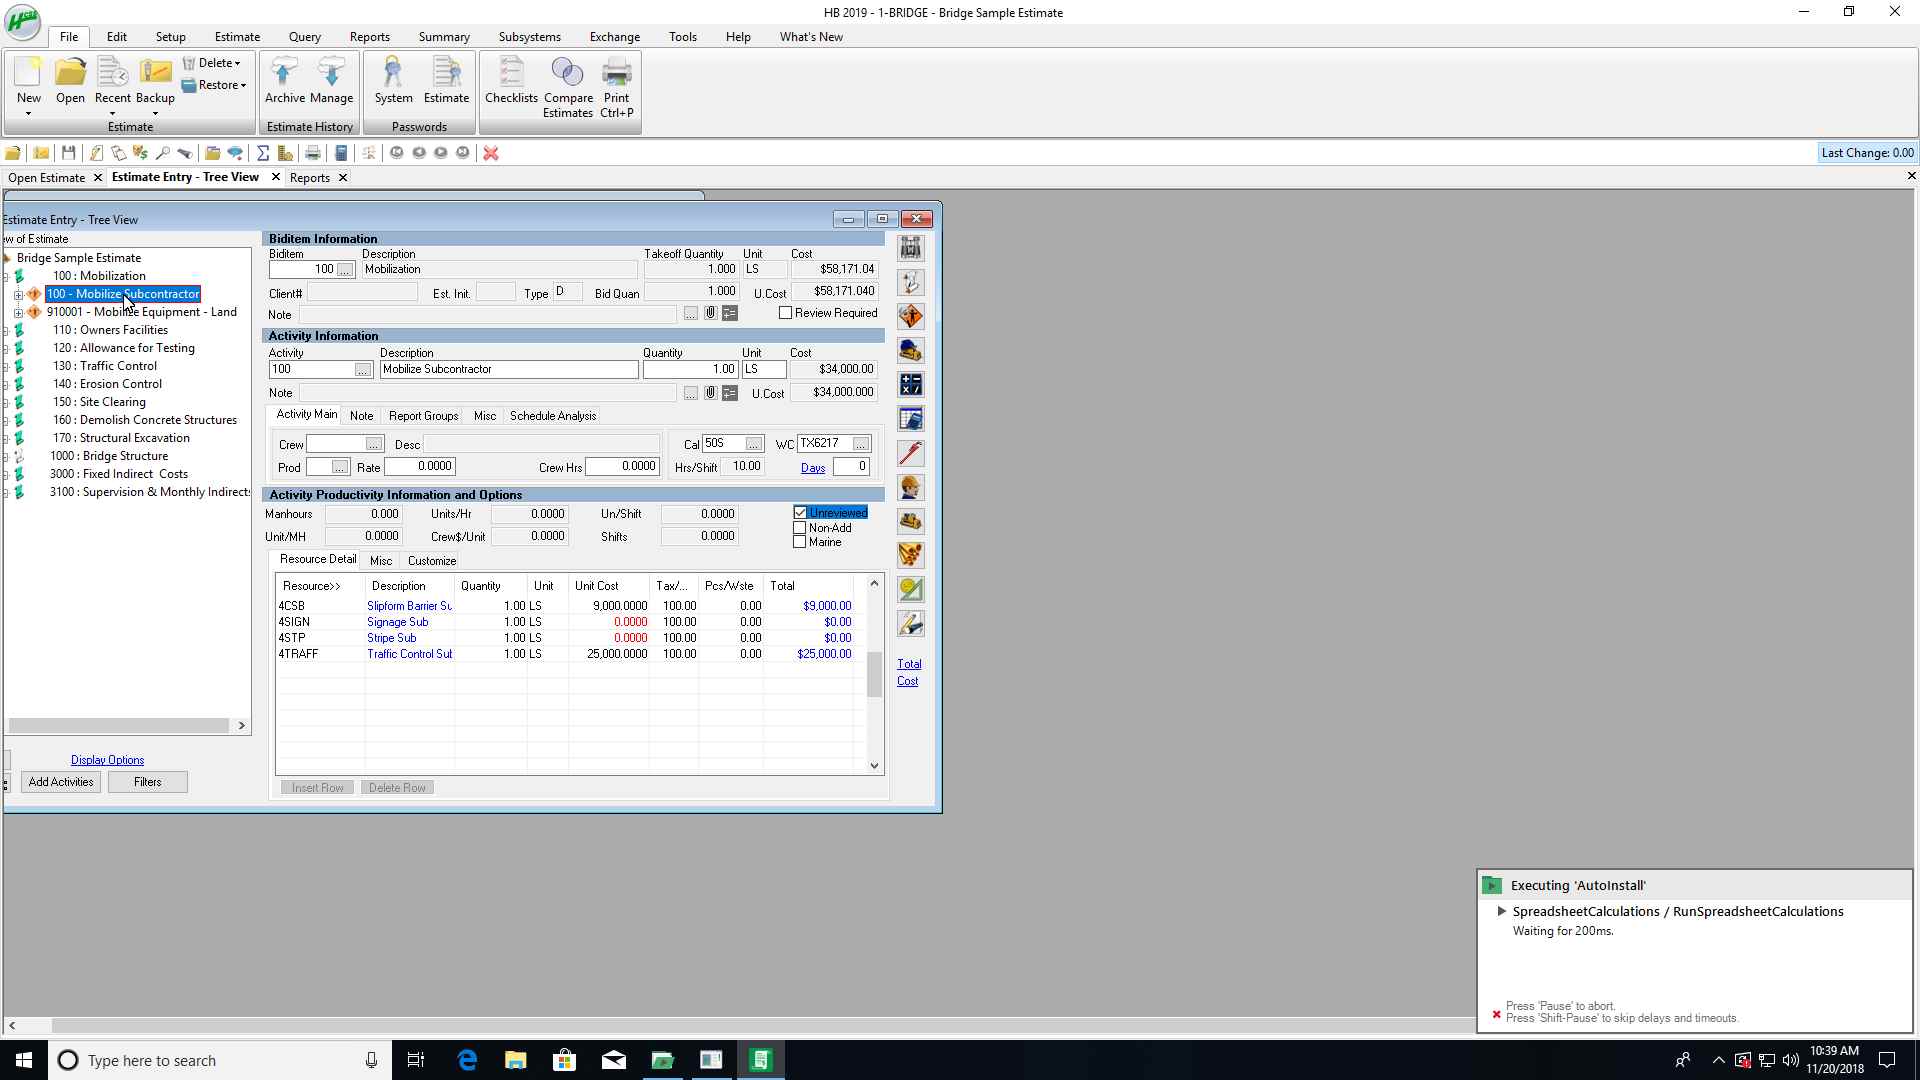 HB 2019 - 1-BRIDGE - Bridge Sample Estimate
File Edit Setup Estimate Query Reports Summary Subsystems Exchange Tools Help What's New
New Open Recent Backup Delete Restore
Estimate
Archive Manage
Estimate History
System Estimate
Passwords
Checklists Compare Estimates Print Ctrl+P
Last Change: 0.00
Open Estimate Estimate Entry - Tree View Reports
Estimate Entry - Tree View
ew of Estimate
Bridge Sample Estimate
100 : Mobilization
100 - Mobilize Subcontractor
910001 - Mobilize Equipment - Land
110 : Owners Facilities
120 : Allowance for Testing
130 : Traffic Control
140 : Erosion Control
150 : Site Clearing
160 : Demolish Concrete Structures
170 : Structural Excavation
1000 : Bridge Structure
3000 : Fixed Indirect Costs
3100 : Supervision & Monthly Indirects
Display Options
Add Activities Filters
Biditem Information
Biditem Description Takeoff Quantity Unit Cost
100 ... Mobilization 1.000 LS $58,171.04
Client# Est. Init. Type D Bid Quan 1.000 U.Cost $58,171.040
Note ... Review Required
Activity Information
Activity Description Quantity Unit Cost
100 ... Mobilize Subcontractor 1.00 LS $34,000.00
Note ... U.Cost $34,000.000
Activity Main Note Report Groups Misc Schedule Analysis
Crew ... Desc Cal 50S ... WC TX6217 ...
Prod ... Rate 0.0000 Crew Hrs 0.0000 Hrs/Shift 10.00 Days 0
Activity Productivity Information and Options
Manhours 0.000 Units/Hr 0.0000 Un/Shift 0.0000 Unreviewed
Non-Add
Unit/MH 0.0000 Crew$/Unit 0.0000 Shifts 0.0000 Marine
Resource Detail Misc Customize
Resource>> Description Quantity Unit Unit Cost Tax/... Pcs/Wste Total
4CSB Slipform Barrier Su 1.00 LS 9,000.0000 100.00 0.00 $9,000.00
4SIGN Signage Sub 1.00 LS 0.0000 100.00 0.00 $0.00
4STP Stripe Sub 1.00 LS 0.0000 100.00 0.00 $0.00
4TRAFF Traffic Control Sub 1.00 LS 25,000.0000 100.00 0.00 $25,000.00
Insert Row Delete Row
Total
Cost
Executing 'AutoInstall'
SpreadsheetCalculations / RunSpreadsheetCalculations
Waiting for 200ms.
Press 'Pause' to abort.
Press 'Shift-Pause' to skip delays and timeouts.
Type here to search
10:39 AM
11/20/2018